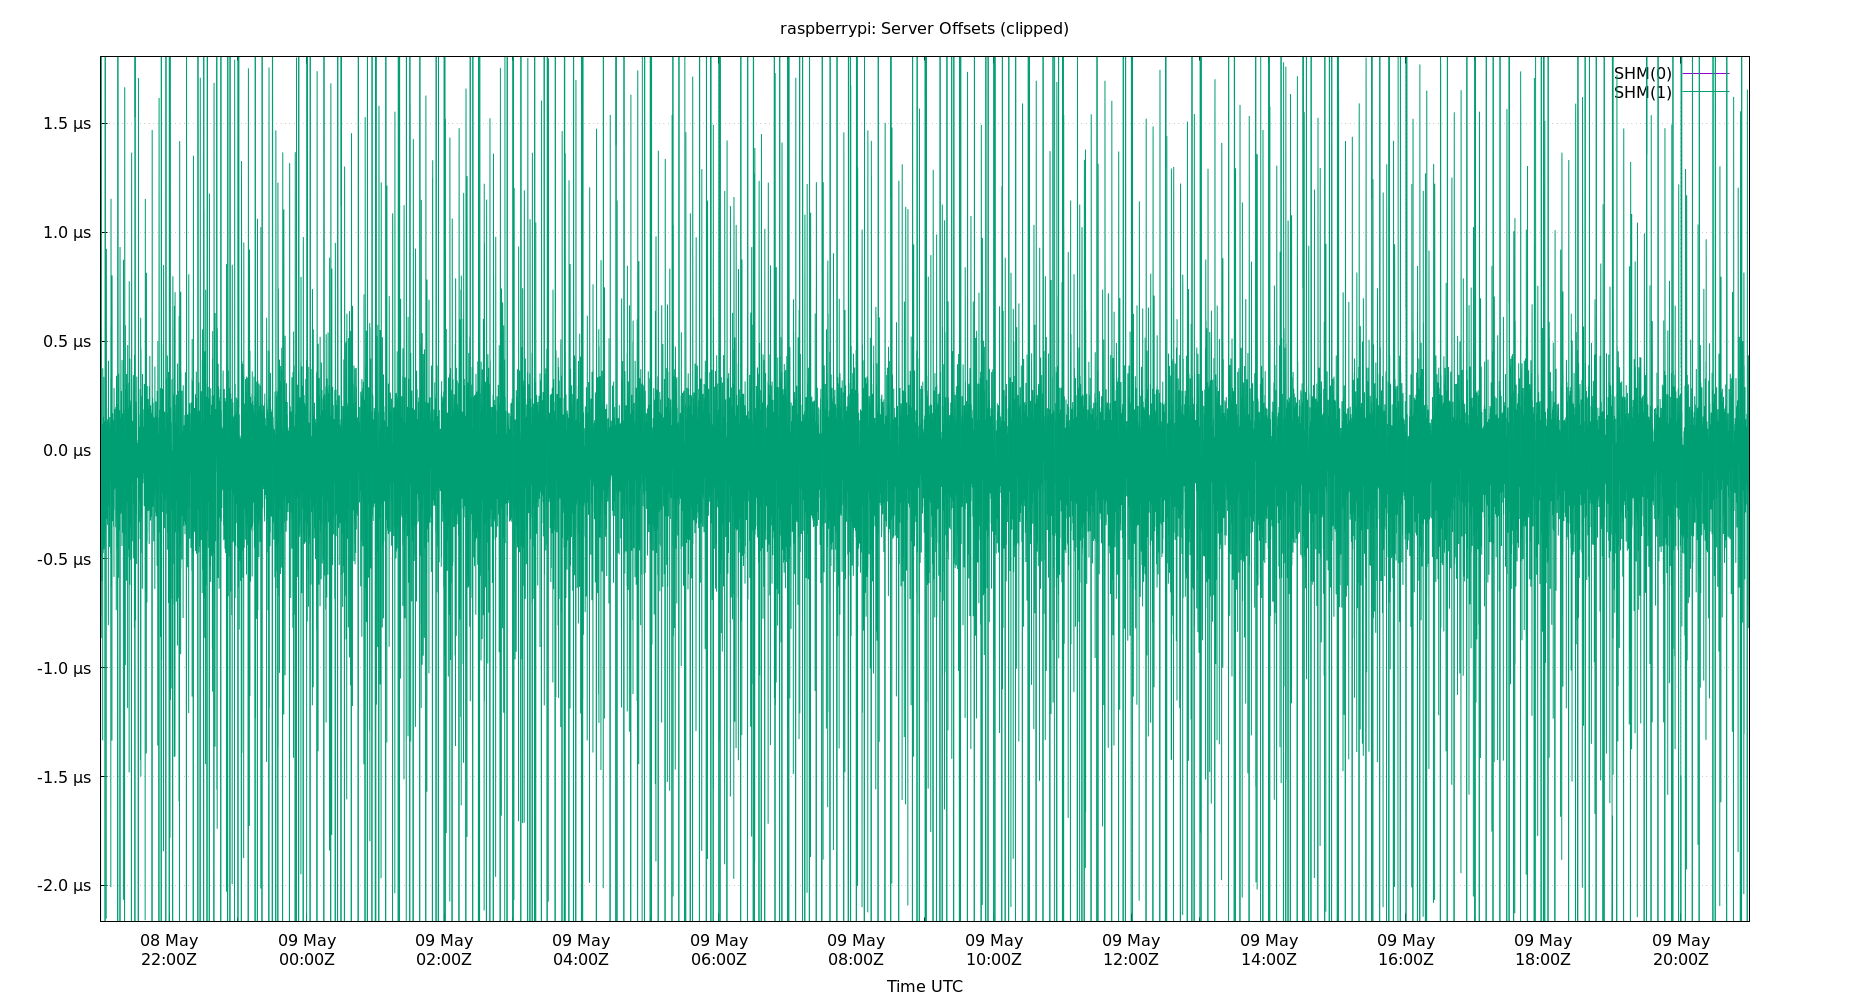 raspberrypi: Server Offsets (clipped)
SHM(0)
SHM(1)
1.5 µs
1.0 µs
0.5 µs
0.0 µs
-0.5 µs
-1.0 µs
-1.5 µs
-2.0 µs
08 May 09 May 09 May 09 May 09 May 09 May 09 May 09 May 09 May 09 May 09 May 09 May
22:00Z 00:00Z 02:00Z 04:00Z 06:00Z 08:00Z 10:00Z 12:00Z 14:00Z 16:00Z 18:00Z 20:00Z
Time UTC